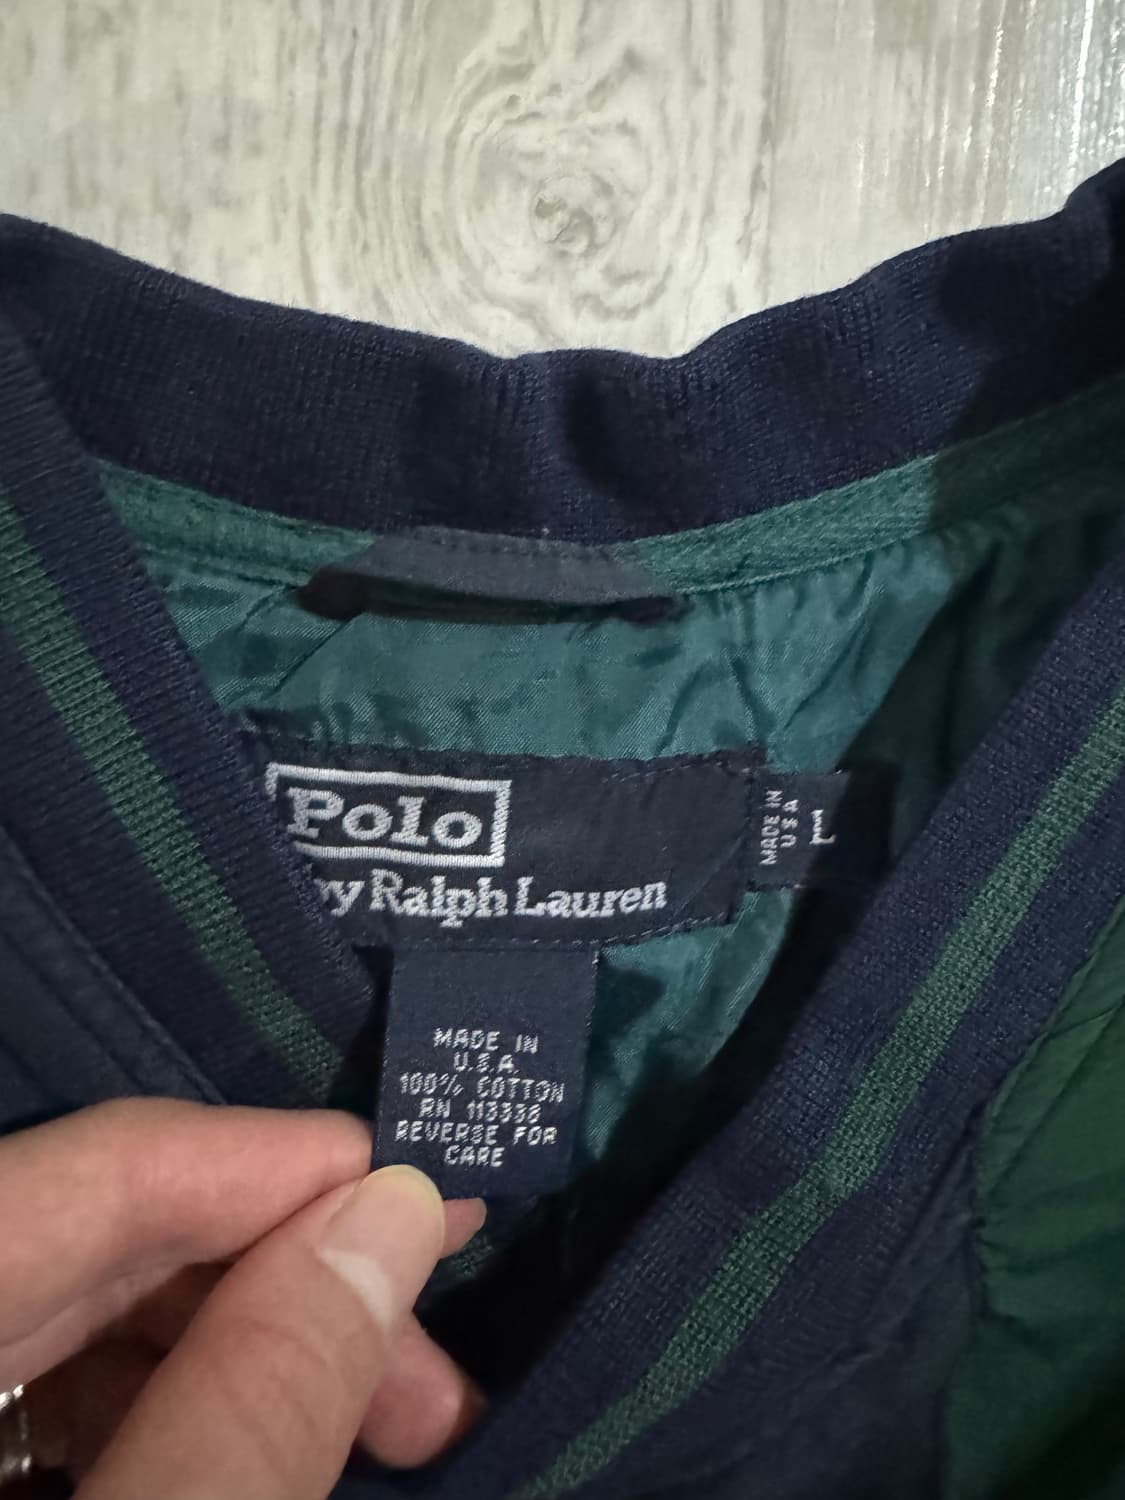 Polo
by Ralph Lauren
MADE IN
U S A
L
MADE IN
U.S.A.
100% COTTON
RN 113338
REVERSE FOR
CARE